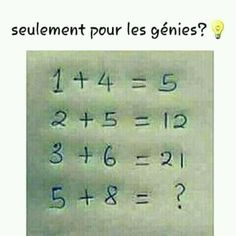 seulement pour les génies?💡
1 + 4 = 5
2 + 5 = 12
3 + 6 = 21
5 + 8 = ?